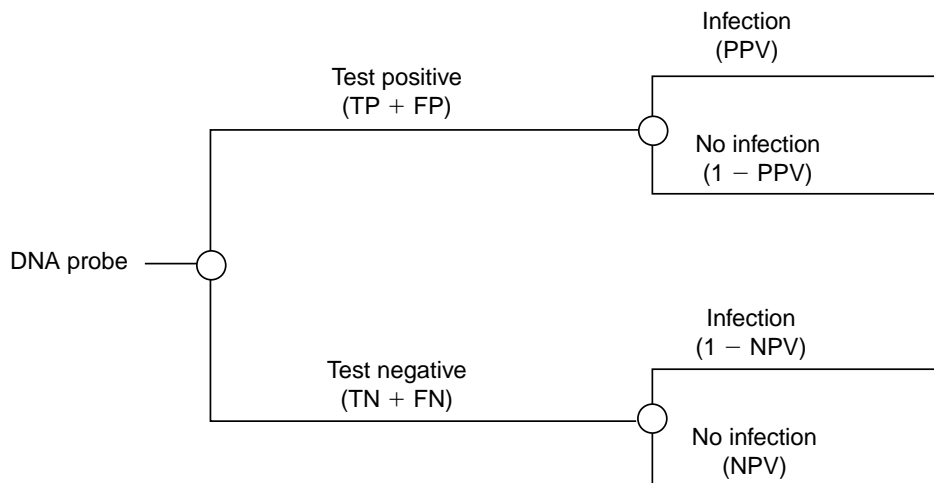 Infection
(PPV)
Test positive
(TP + FP)
No infection
(1 − PPV)
DNA probe
Infection
(1 − NPV)
Test negative
(TN + FN)
No infection
(NPV)